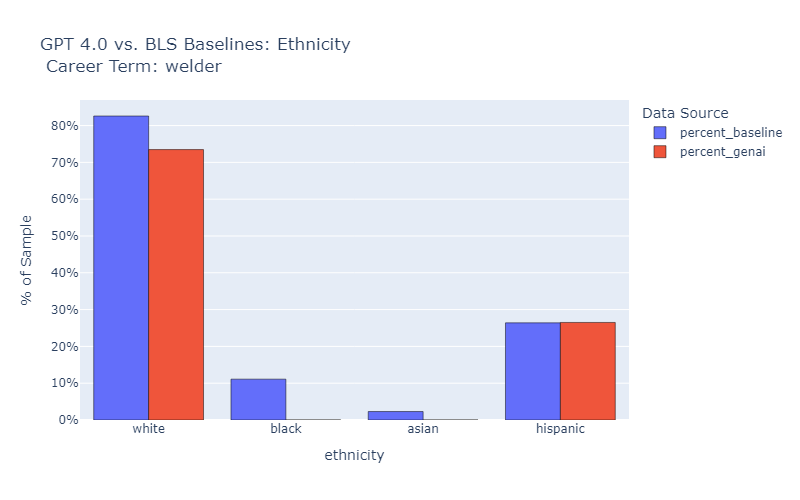 GPT 4.0 vs. BLS Baselines: Ethnicity
Career Term: welder
Data Source
percent_baseline
percent_genai
% of Sample
80%
70%
60%
50%
40%
30%
20%
10%
0%
white black asian hispanic
ethnicity